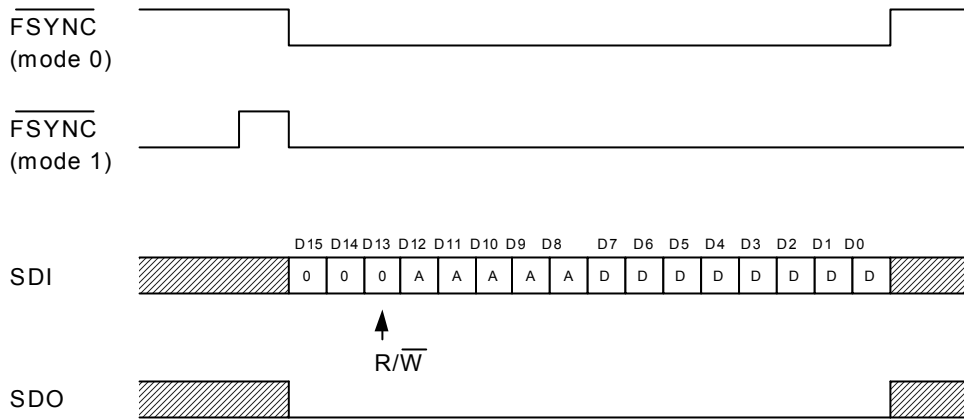 FSYNC
(mode 0)
FSYNC
(mode 1)
D15 D14 D13 D12 D11 D10 D9 D8 D7 D6 D5 D4 D3 D2 D1 D0
SDI 0 0 0 A A A A A D D D D D D D D
R/W
SDO